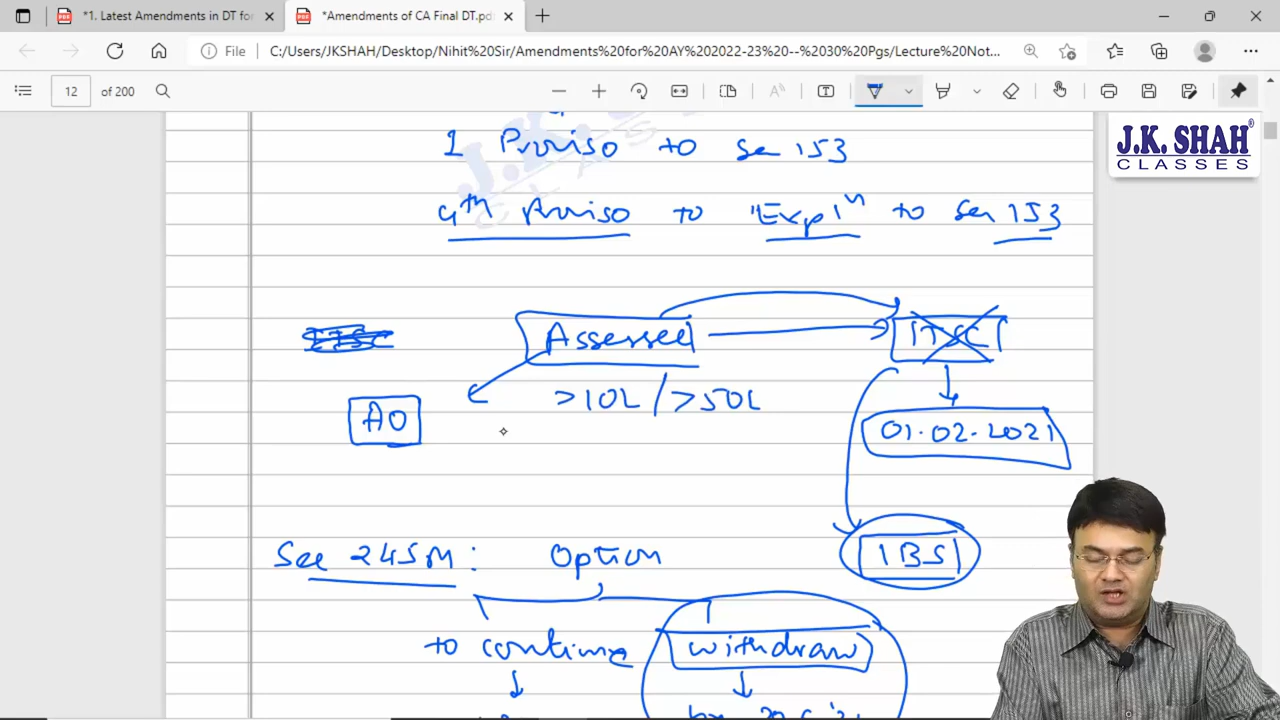 *1. Latest Amendments in DT for
*Amendments of CA Final DT.pdf
File
C:/Users/JKSHAH/Desktop/Nihit%20Sir/Amendments%20for%20AY%202022-23%20--%2030%20Pgs/Lecture%20Not...
12 of 200
J.K. SHAH®
CLASSES
1 Proviso to Sec 153
4th Proviso to "Expl" to Sec 153
Assessee
ITSC
>10L / >50L
AO
01.02.2021
Sec 245M : Option
IBS
to continue
withdraw